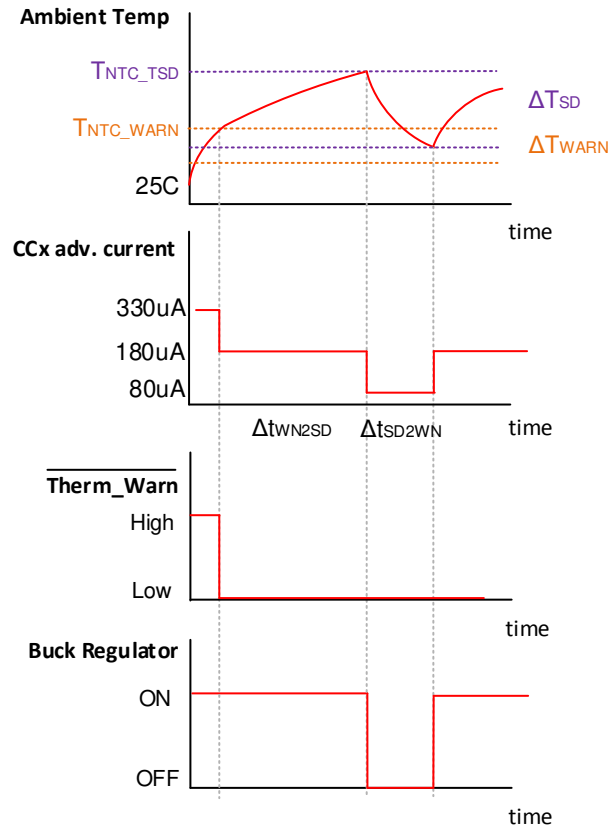 Ambient Temp
TNTC_TSD
ΔTSD
TNTC_WARN
ΔTWARN
25C
time
CCx adv. current
330uA
180uA
80uA
ΔtWN2SD ΔtSD2WN time
Therm_Warn
High
Low
time
Buck Regulator
ON
OFF
time